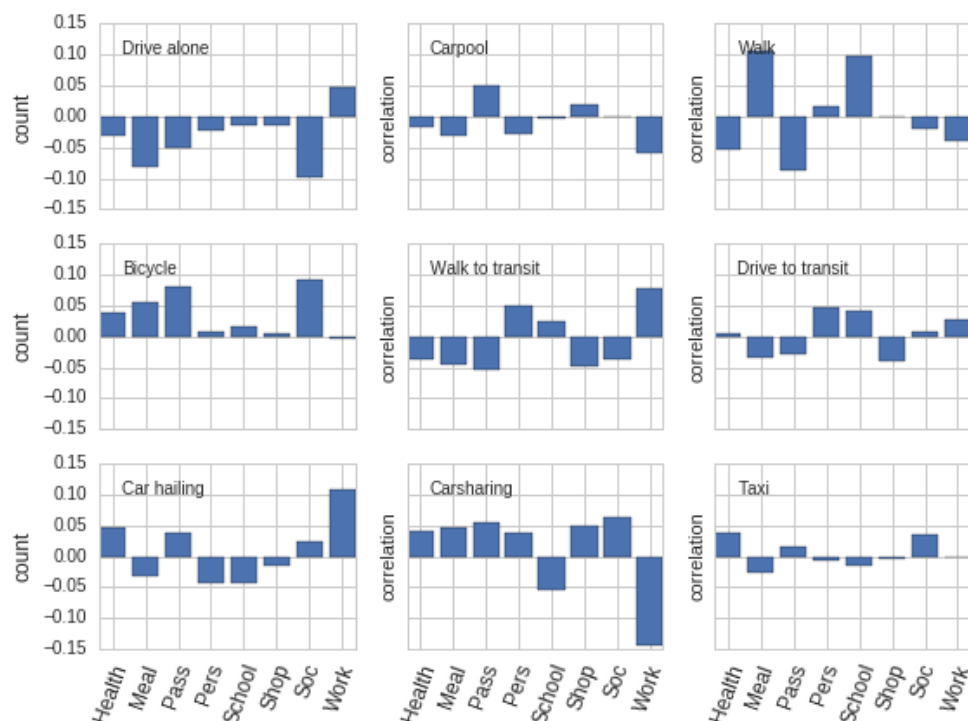 0.15
0.10
0.05
0.00
−0.05
−0.10
−0.15
count
Drive alone
correlation
Carpool
correlation
Walk
0.15
0.10
0.05
0.00
−0.05
−0.10
−0.15
count
Bicycle
correlation
Walk to transit
correlation
Drive to transit
0.15
0.10
0.05
0.00
−0.05
−0.10
−0.15
count
Car hailing
correlation
Carsharing
correlation
Taxi
Health Meal Pass Pers School Shop Soc Work
Health Meal Pass Pers School Shop Soc Work
Health Meal Pass Pers School Shop Soc Work